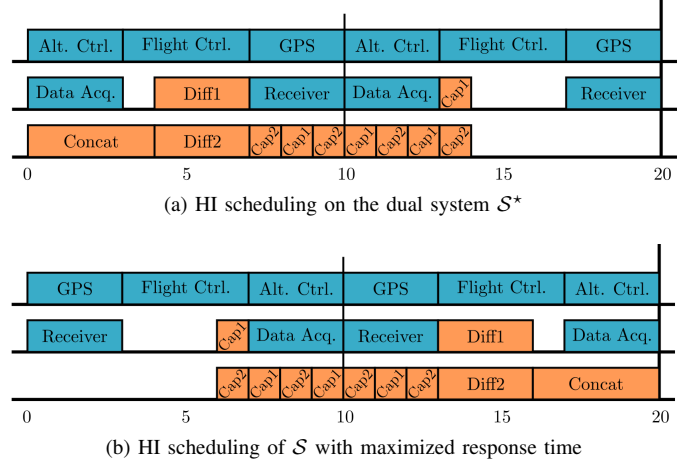 Alt. Ctrl. Flight Ctrl. GPS Alt. Ctrl. Flight Ctrl. GPS
Data Acq. Diff1 Receiver Data Acq. Cap1 Receiver
Concat Diff2 Cap2 Cap1 Cap2 Cap1 Cap2 Cap1 Cap2
0 5 10 15 20
(a) HI scheduling on the dual system S⋆
GPS Flight Ctrl. Alt. Ctrl. GPS Flight Ctrl. Alt. Ctrl.
Receiver Cap1 Data Acq. Receiver Diff1 Data Acq.
Cap2 Cap1 Cap2 Cap1 Cap2 Cap1 Cap2 Diff2 Concat
0 5 10 15 20
(b) HI scheduling of S with maximized response time